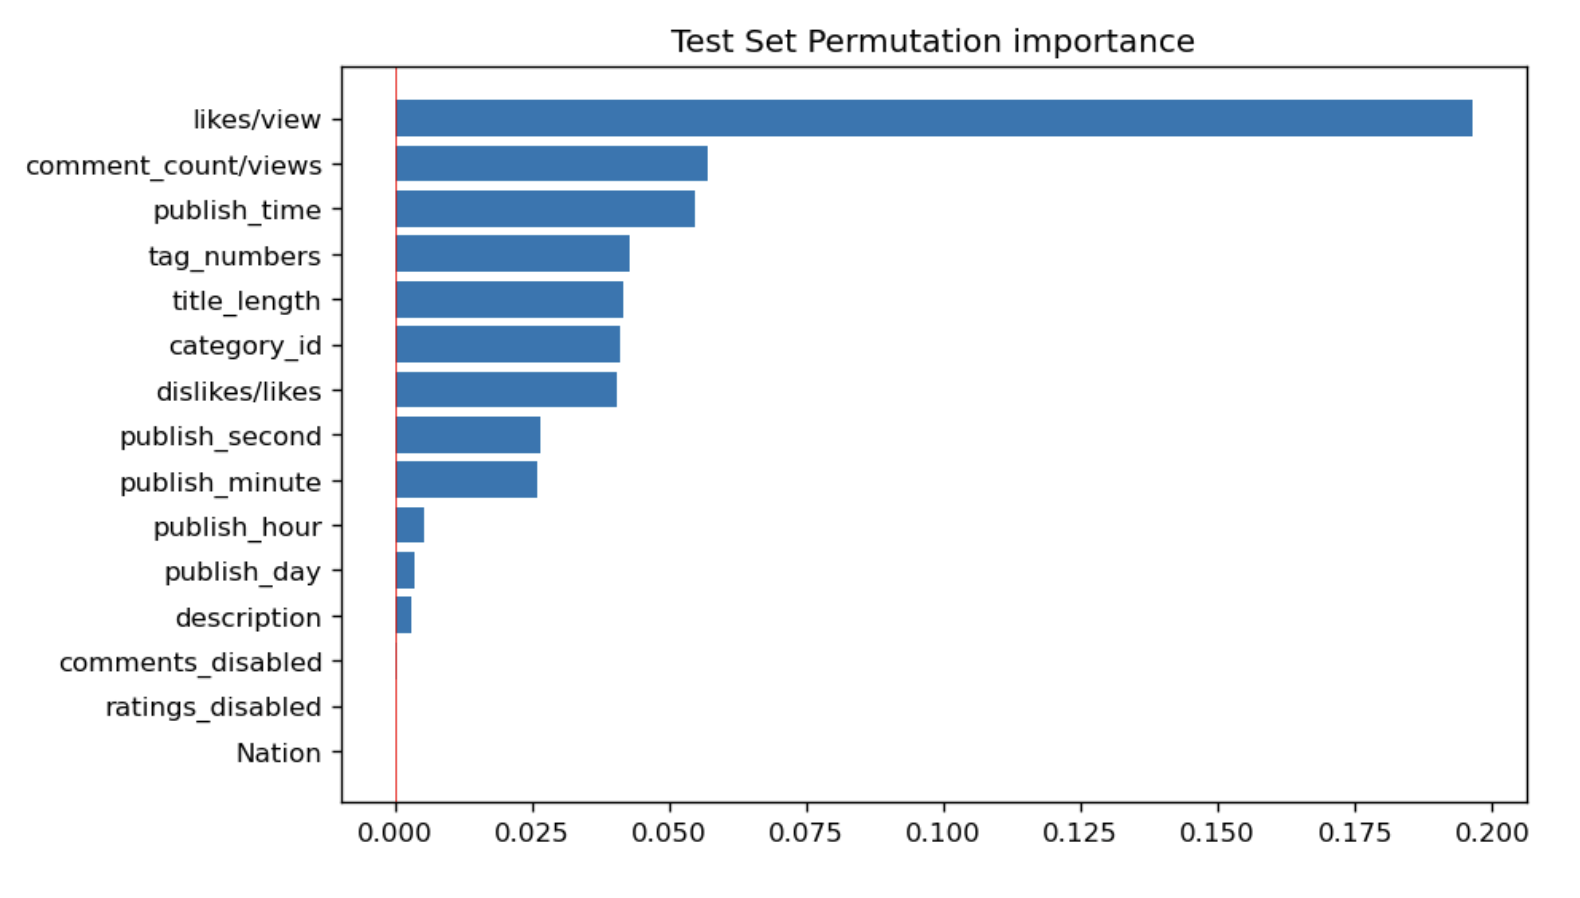 Test Set Permutation importance
likes/view
comment_count/views
publish_time
tag_numbers
title_length
category_id
dislikes/likes
publish_second
publish_minute
publish_hour
publish_day
description
comments_disabled
ratings_disabled
Nation
0.000 0.025 0.050 0.075 0.100 0.125 0.150 0.175 0.200